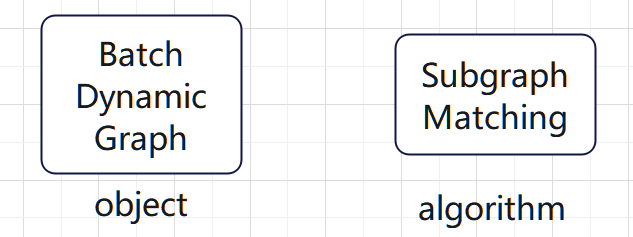 Batch
Dynamic
Graph
object
Subgraph
Matching
algorithm